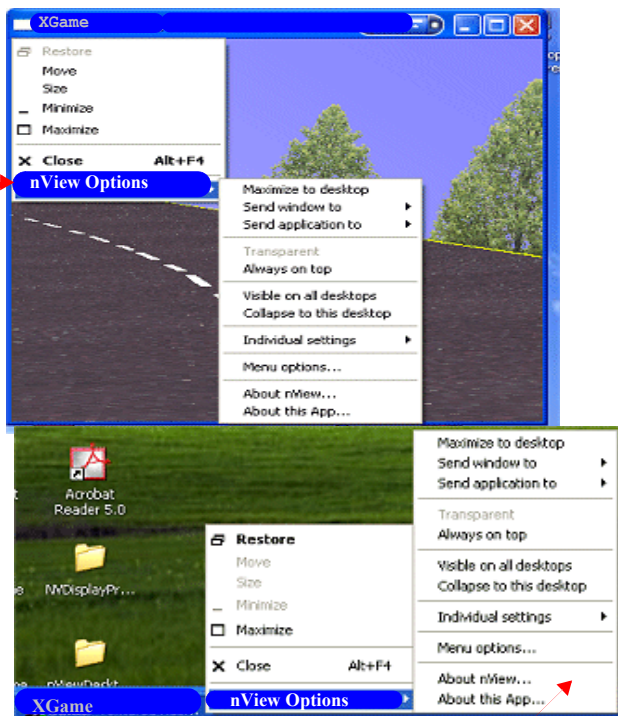 XGame
Restore
Move
Size
Minimize
Maximize
Close Alt+F4
nView Options
Maximize to desktop
Send window to
Send application to
Transparent
Always on top
Visible on all desktops
Collapse to this desktop
Individual settings
Menu options...
About nView...
About this App...
Acrobat
Reader 5.0
NVDisplayPr...
Restore
Move
Size
Minimize
Maximize
Close Alt+F4
XGame
nView Options
Maximize to desktop
Send window to
Send application to
Transparent
Always on top
Visible on all desktops
Collapse to this desktop
Individual settings
Menu options...
About nView...
About this App...